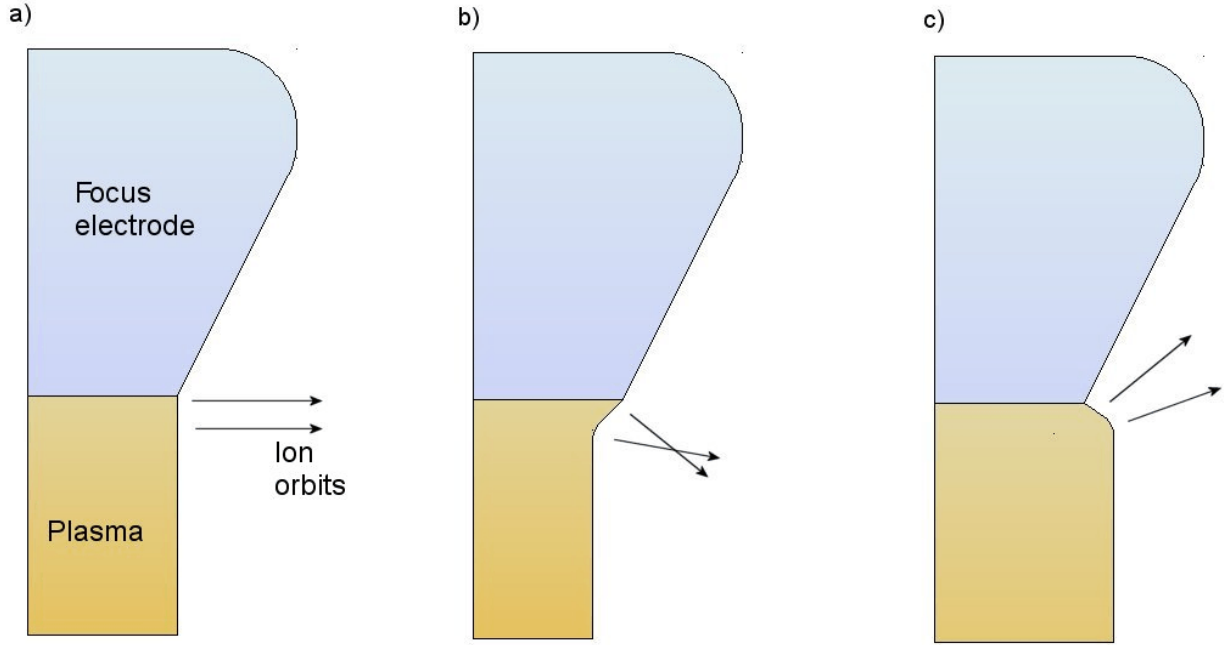 a)
b)
c)
Focus
electrode
Ion
orbits
Plasma